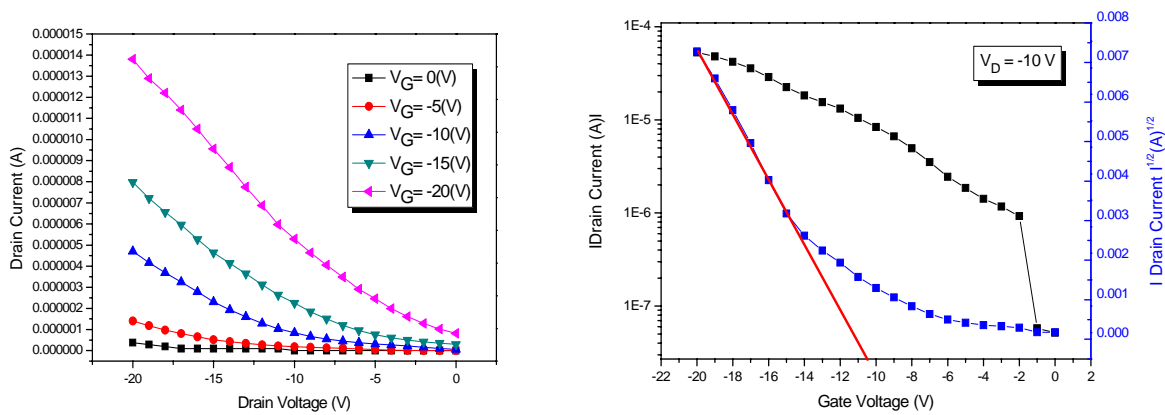 0.000015
0.000014
0.000013
0.000012
0.000011
0.000010
0.000009
0.000008
0.000007
0.000006
0.000005
0.000004
0.000003
0.000002
0.000001
0.000000
Drain Current (A)
V_G= 0(V)
V_G= -5(V)
V_G= -10(V)
V_G= -15(V)
V_G= -20(V)
-20 -15 -10 -5 0
Drain Voltage (V)
1E-4
1E-5
1E-6
1E-7
IDrain Current (A)I
V_D = -10 V
0.008
0.007
0.006
0.005
0.004
0.003
0.002
0.001
0.000
I Drain Current I^1/2(A)^1/2
-22 -20 -18 -16 -14 -12 -10 -8 -6 -4 -2 0 2
Gate Voltage (V)